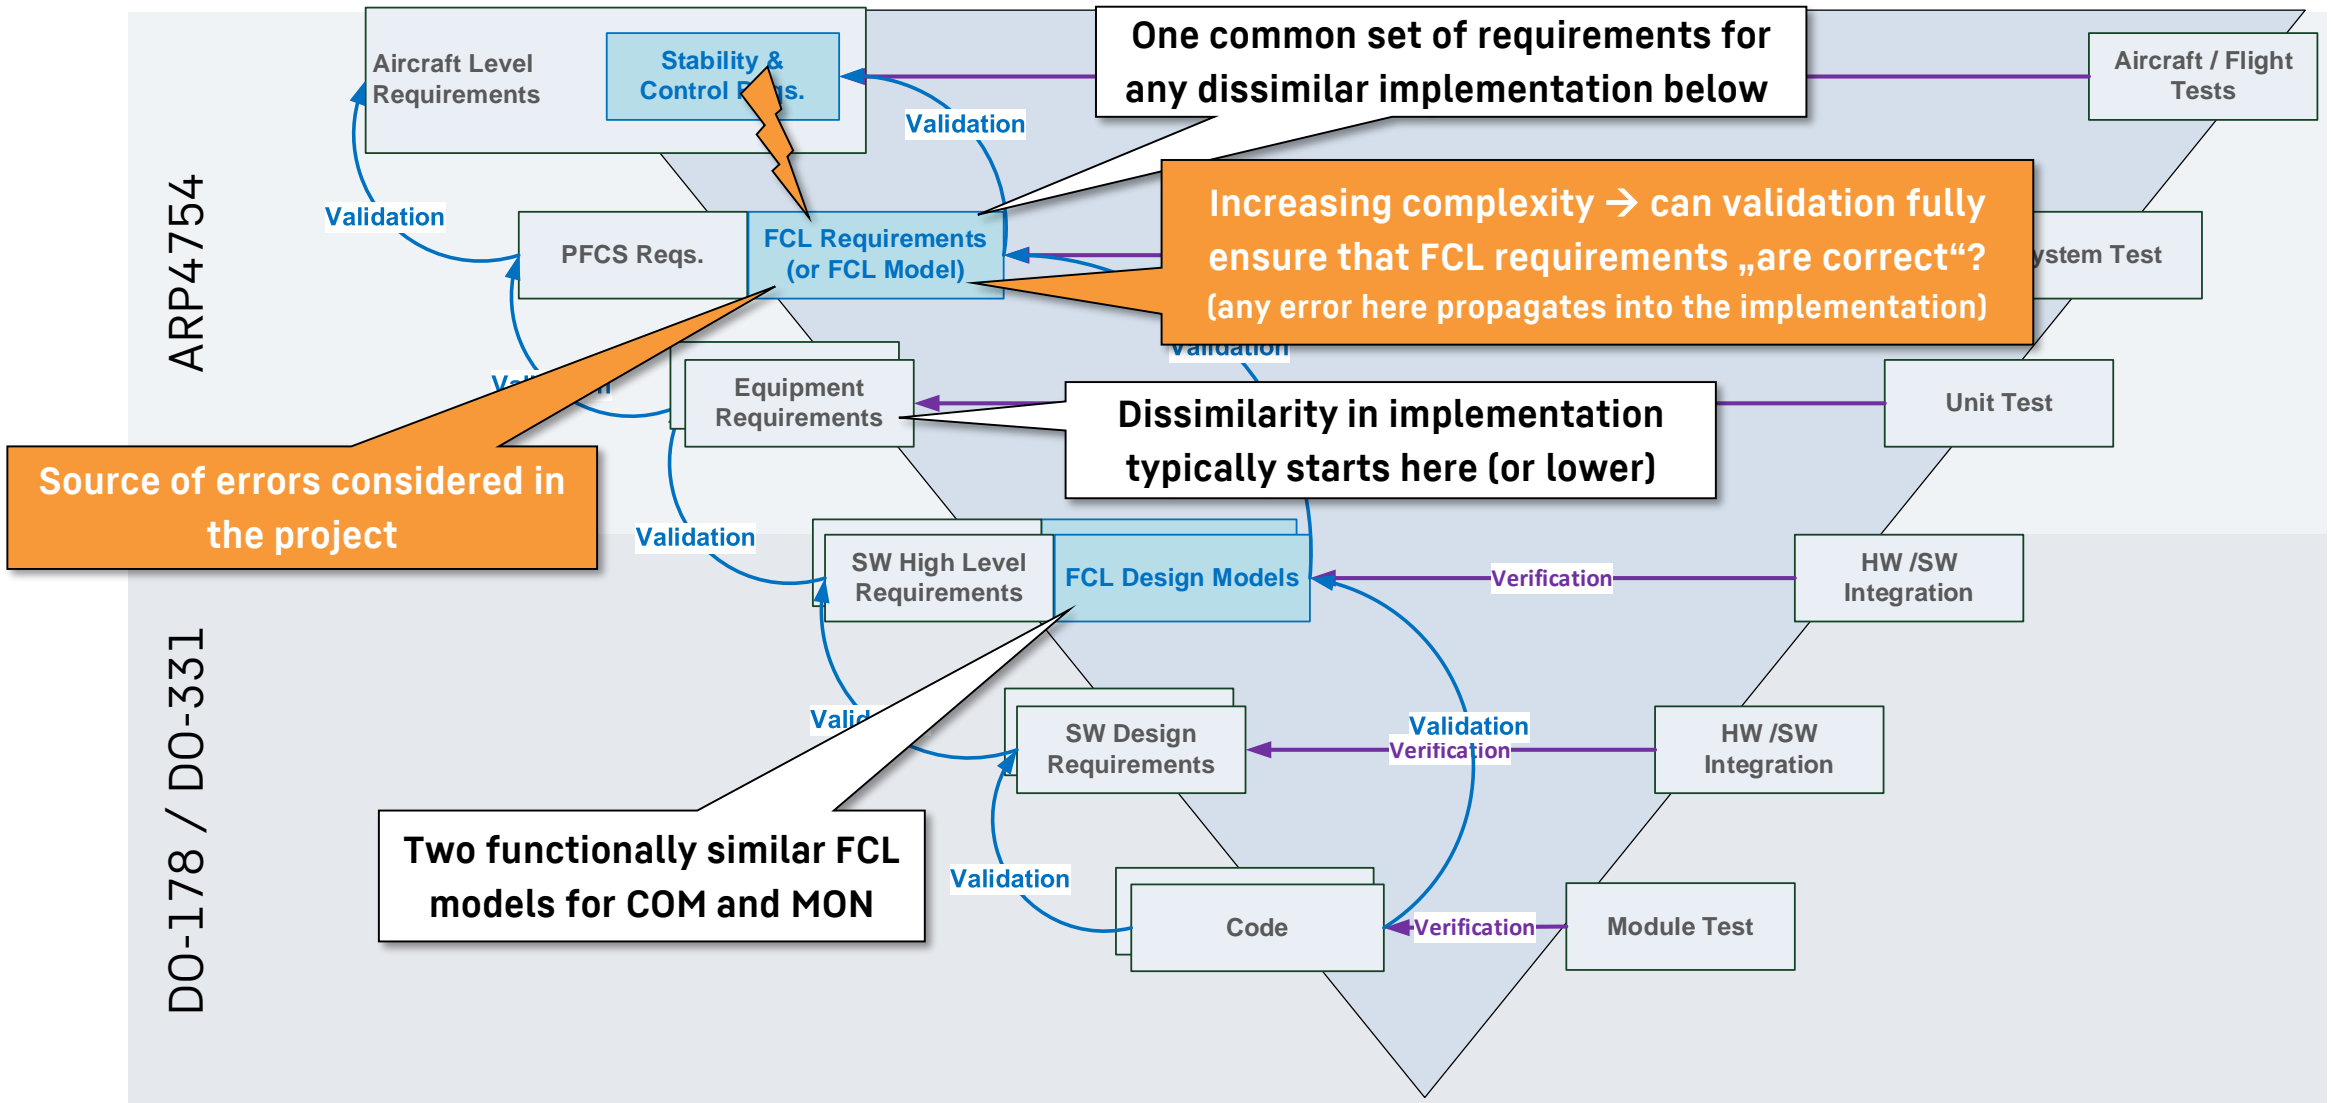 Aircraft Level
Requirements
Stability &
Control Reqs.
One common set of requirements for
any dissimilar implementation below
Aircraft / Flight
Tests
Validation
ARP4754
Validation
PFCS Reqs.
FCL Requirements
(or FCL Model)
Increasing complexity → can validation fully
ensure that FCL requirements „are correct“?
(any error here propagates into the implementation)
ystem Test
Validation
Equipment
Requirements
Dissimilarity in implementation
typically starts here (or lower)
Unit Test
Source of errors considered in
the project
Validation
SW High Level
Requirements
FCL Design Models
Verification
HW /SW
Integration
DO-178 / DO-331
Valid
SW Design
Requirements
Validation
Verification
HW /SW
Integration
Two functionally similar FCL
models for COM and MON
Validation
Code
Verification
Module Test